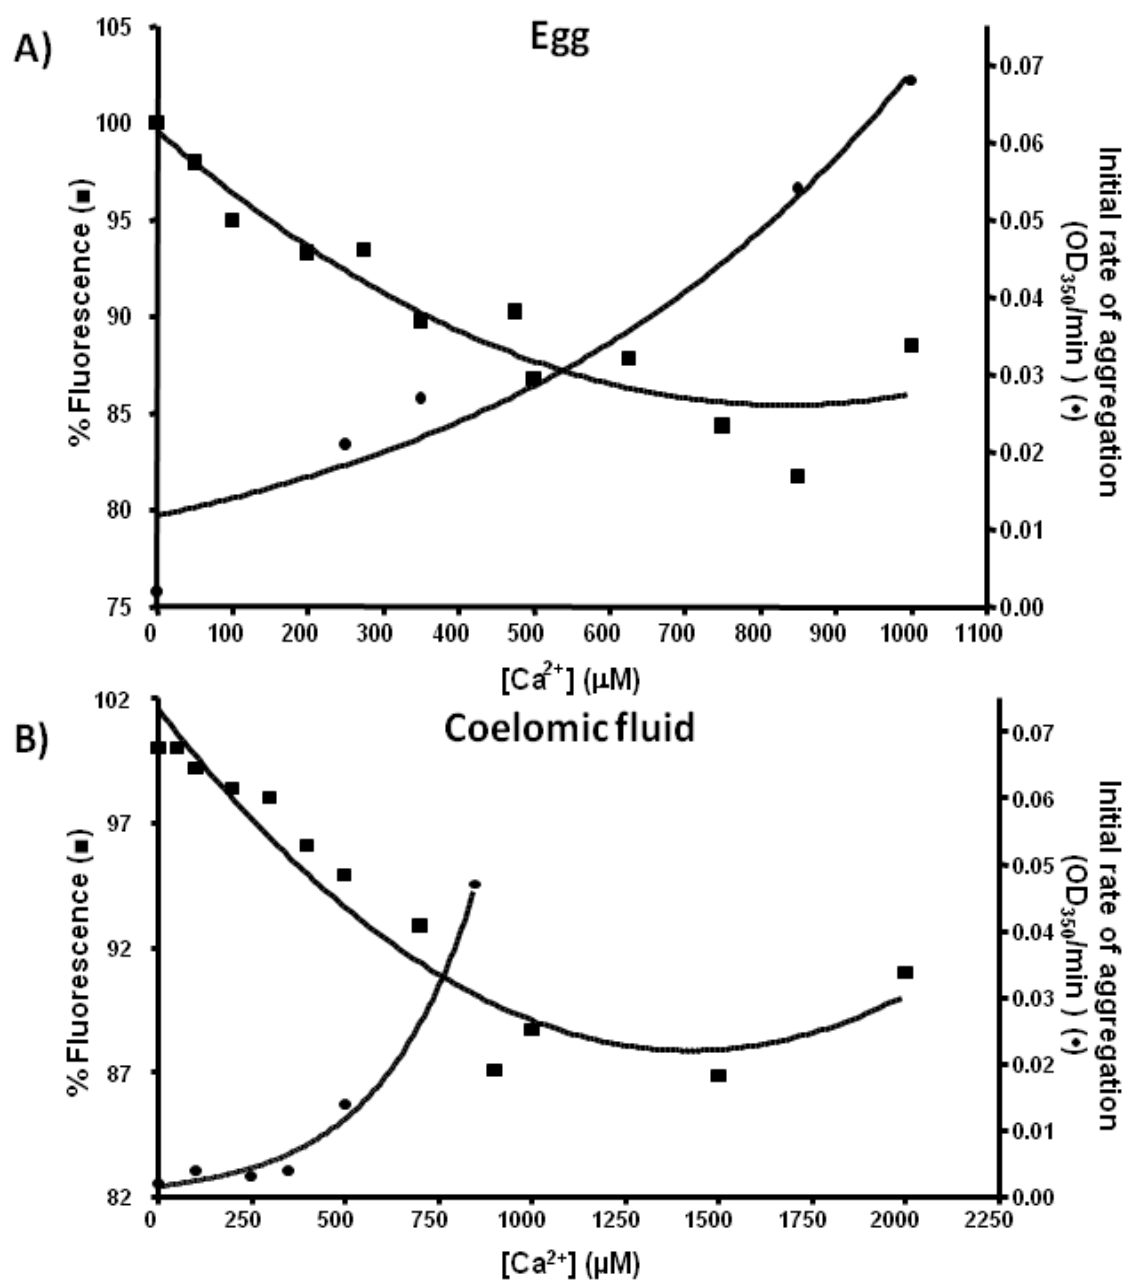 A)
Egg
105
100
95
90
85
80
75
% Fluorescence (■)
0.07
0.06
0.05
0.04
0.03
0.02
0.01
0.00
Initial rate of aggregation
(OD350/min ) (•)
0 100 200 300 400 500 600 700 800 900 1000 1100
[Ca2+] (µM)
B)
Coelomic fluid
102
97
92
87
82
% Fluorescence (■)
0.07
0.06
0.05
0.04
0.03
0.02
0.01
0.00
Initial rate of aggregation
(OD350/min ) (•)
0 250 500 750 1000 1250 1500 1750 2000 2250
[Ca2+] (µM)